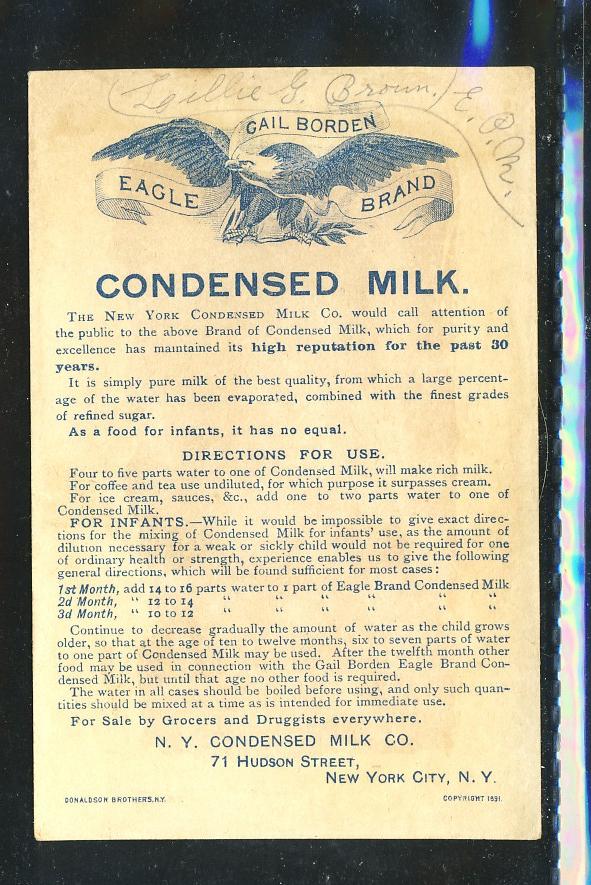 (Lillie G. Broun.) E. P. N.
GAIL BORDEN
EAGLE BRAND
CONDENSED MILK.
THE NEW YORK CONDENSED MILK CO. would call attention of
the public to the above Brand of Condensed Milk, which for purity and
excellence has maintained its high reputation for the past 30
years.
It is simply pure milk of the best quality, from which a large percent-
age of the water has been evaporated, combined with the finest grades
of refined sugar.
As a food for infants, it has no equal.
DIRECTIONS FOR USE.
Four to five parts water to one of Condensed Milk, will make rich milk.
For coffee and tea use undiluted, for which purpose it surpasses cream.
For ice cream, sauces, &c., add one to two parts water to one of
Condensed Milk.
FOR INFANTS.—While it would be impossible to give exact direc-
tions for the mixing of Condensed Milk for infants' use, as the amount of
dilution necessary for a weak or sickly child would not be required for one
of ordinary health or strength, experience enables us to give the following
general directions, which will be found sufficient for most cases:
1st Month, add 14 to 16 parts water to 1 part of Eagle Brand Condensed Milk
2d Month, " 12 to 14 " " " " " " "
3d Month, " 10 to 12 " " " " " " "
Continue to decrease gradually the amount of water as the child grows
older, so that at the age of ten to twelve months, six to seven parts of water
to one part of Condensed Milk may be used. After the twelfth month other
food may be used in connection with the Gail Borden Eagle Brand Con-
densed Milk, but until that age no other food is required.
The water in all cases should be boiled before using, and only such quan-
tities should be mixed at a time as is intended for immediate use.
For Sale by Grocers and Druggists everywhere.
N. Y. CONDENSED MILK CO.
71 HUDSON STREET,
NEW YORK CITY, N. Y.
DONALDSON BROTHERS, N.Y. COPYRIGHT 1891.